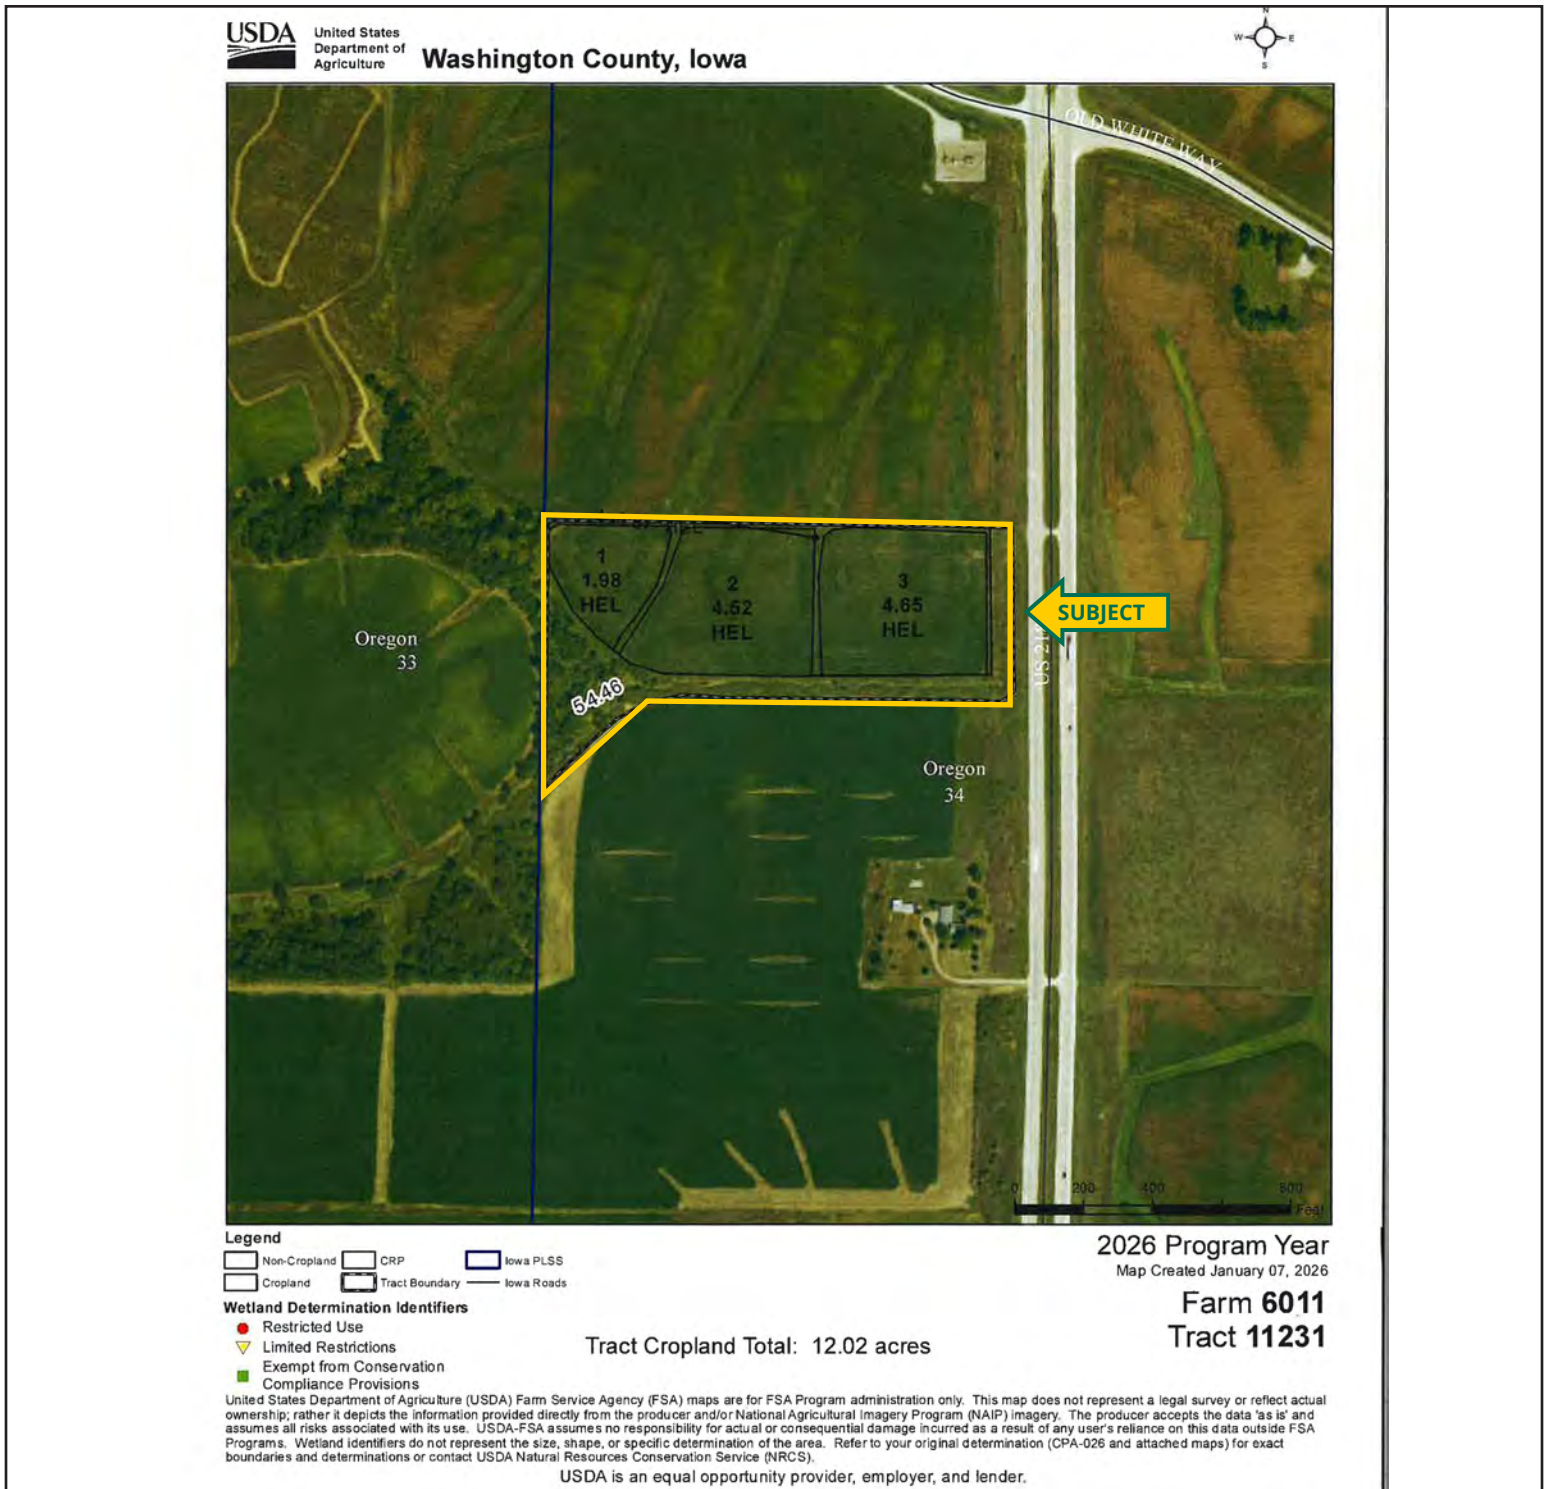 USDA
United States
Department of
Agriculture
Washington County, Iowa
N
W
E
S
OLD WHITE WAY
1
1.98
HEL
2
4.52
HEL
3
4.65
HEL
SUBJECT
Oregon
33
54.46
Oregon
34
0
200
400
800
Feet
Legend
Non-Cropland
CRP
Iowa PLSS
Cropland
Tract Boundary
Iowa Roads
Wetland Determination Identifiers
Restricted Use
Limited Restrictions
Exempt from Conservation
Compliance Provisions
Tract Cropland Total: 12.02 acres
2026 Program Year
Map Created January 07, 2026
Farm 6011
Tract 11231
United States Department of Agriculture (USDA) Farm Service Agency (FSA) maps are for FSA Program administration only. This map does not represent a legal survey or reflect actual
ownership; rather it depicts the information provided directly from the producer and/or National Agricultural Imagery Program (NAIP) imagery. The producer accepts the data 'as is' and
assumes all risks associated with its use. USDA-FSA assumes no responsibility for actual or consequential damage incurred as a result of any user's reliance on this data outside FSA
Programs. Wetland identifiers do not represent the size, shape, or specific determination of the area. Refer to your original determination (CPA-026 and attached maps) for exact
boundaries and determinations or contact USDA Natural Resources Conservation Service (NRCS).
USDA is an equal opportunity provider, employer, and lender.